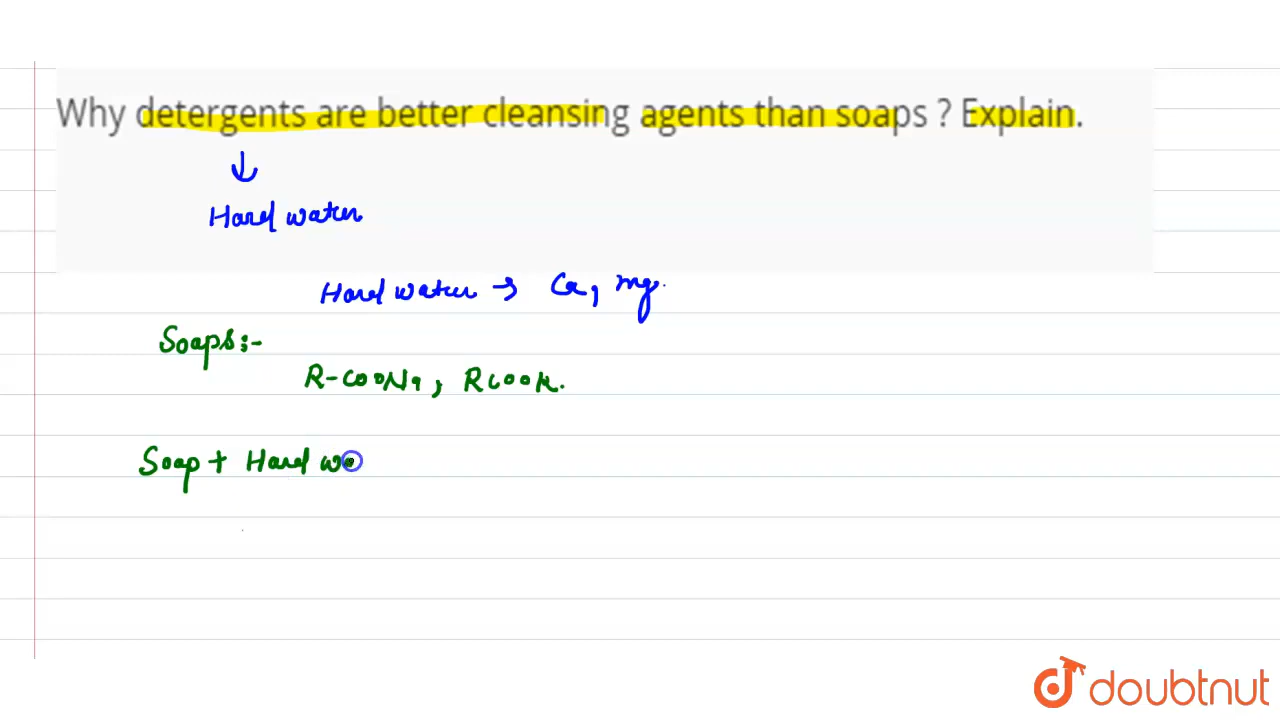 Why detergents are better cleansing agents than soaps ? Explain.
↓
Hard water
Hard water → Ca, mg.
Soaps:-
R-COONa, RCOOK.
Soap + Hard wa
doubtnut